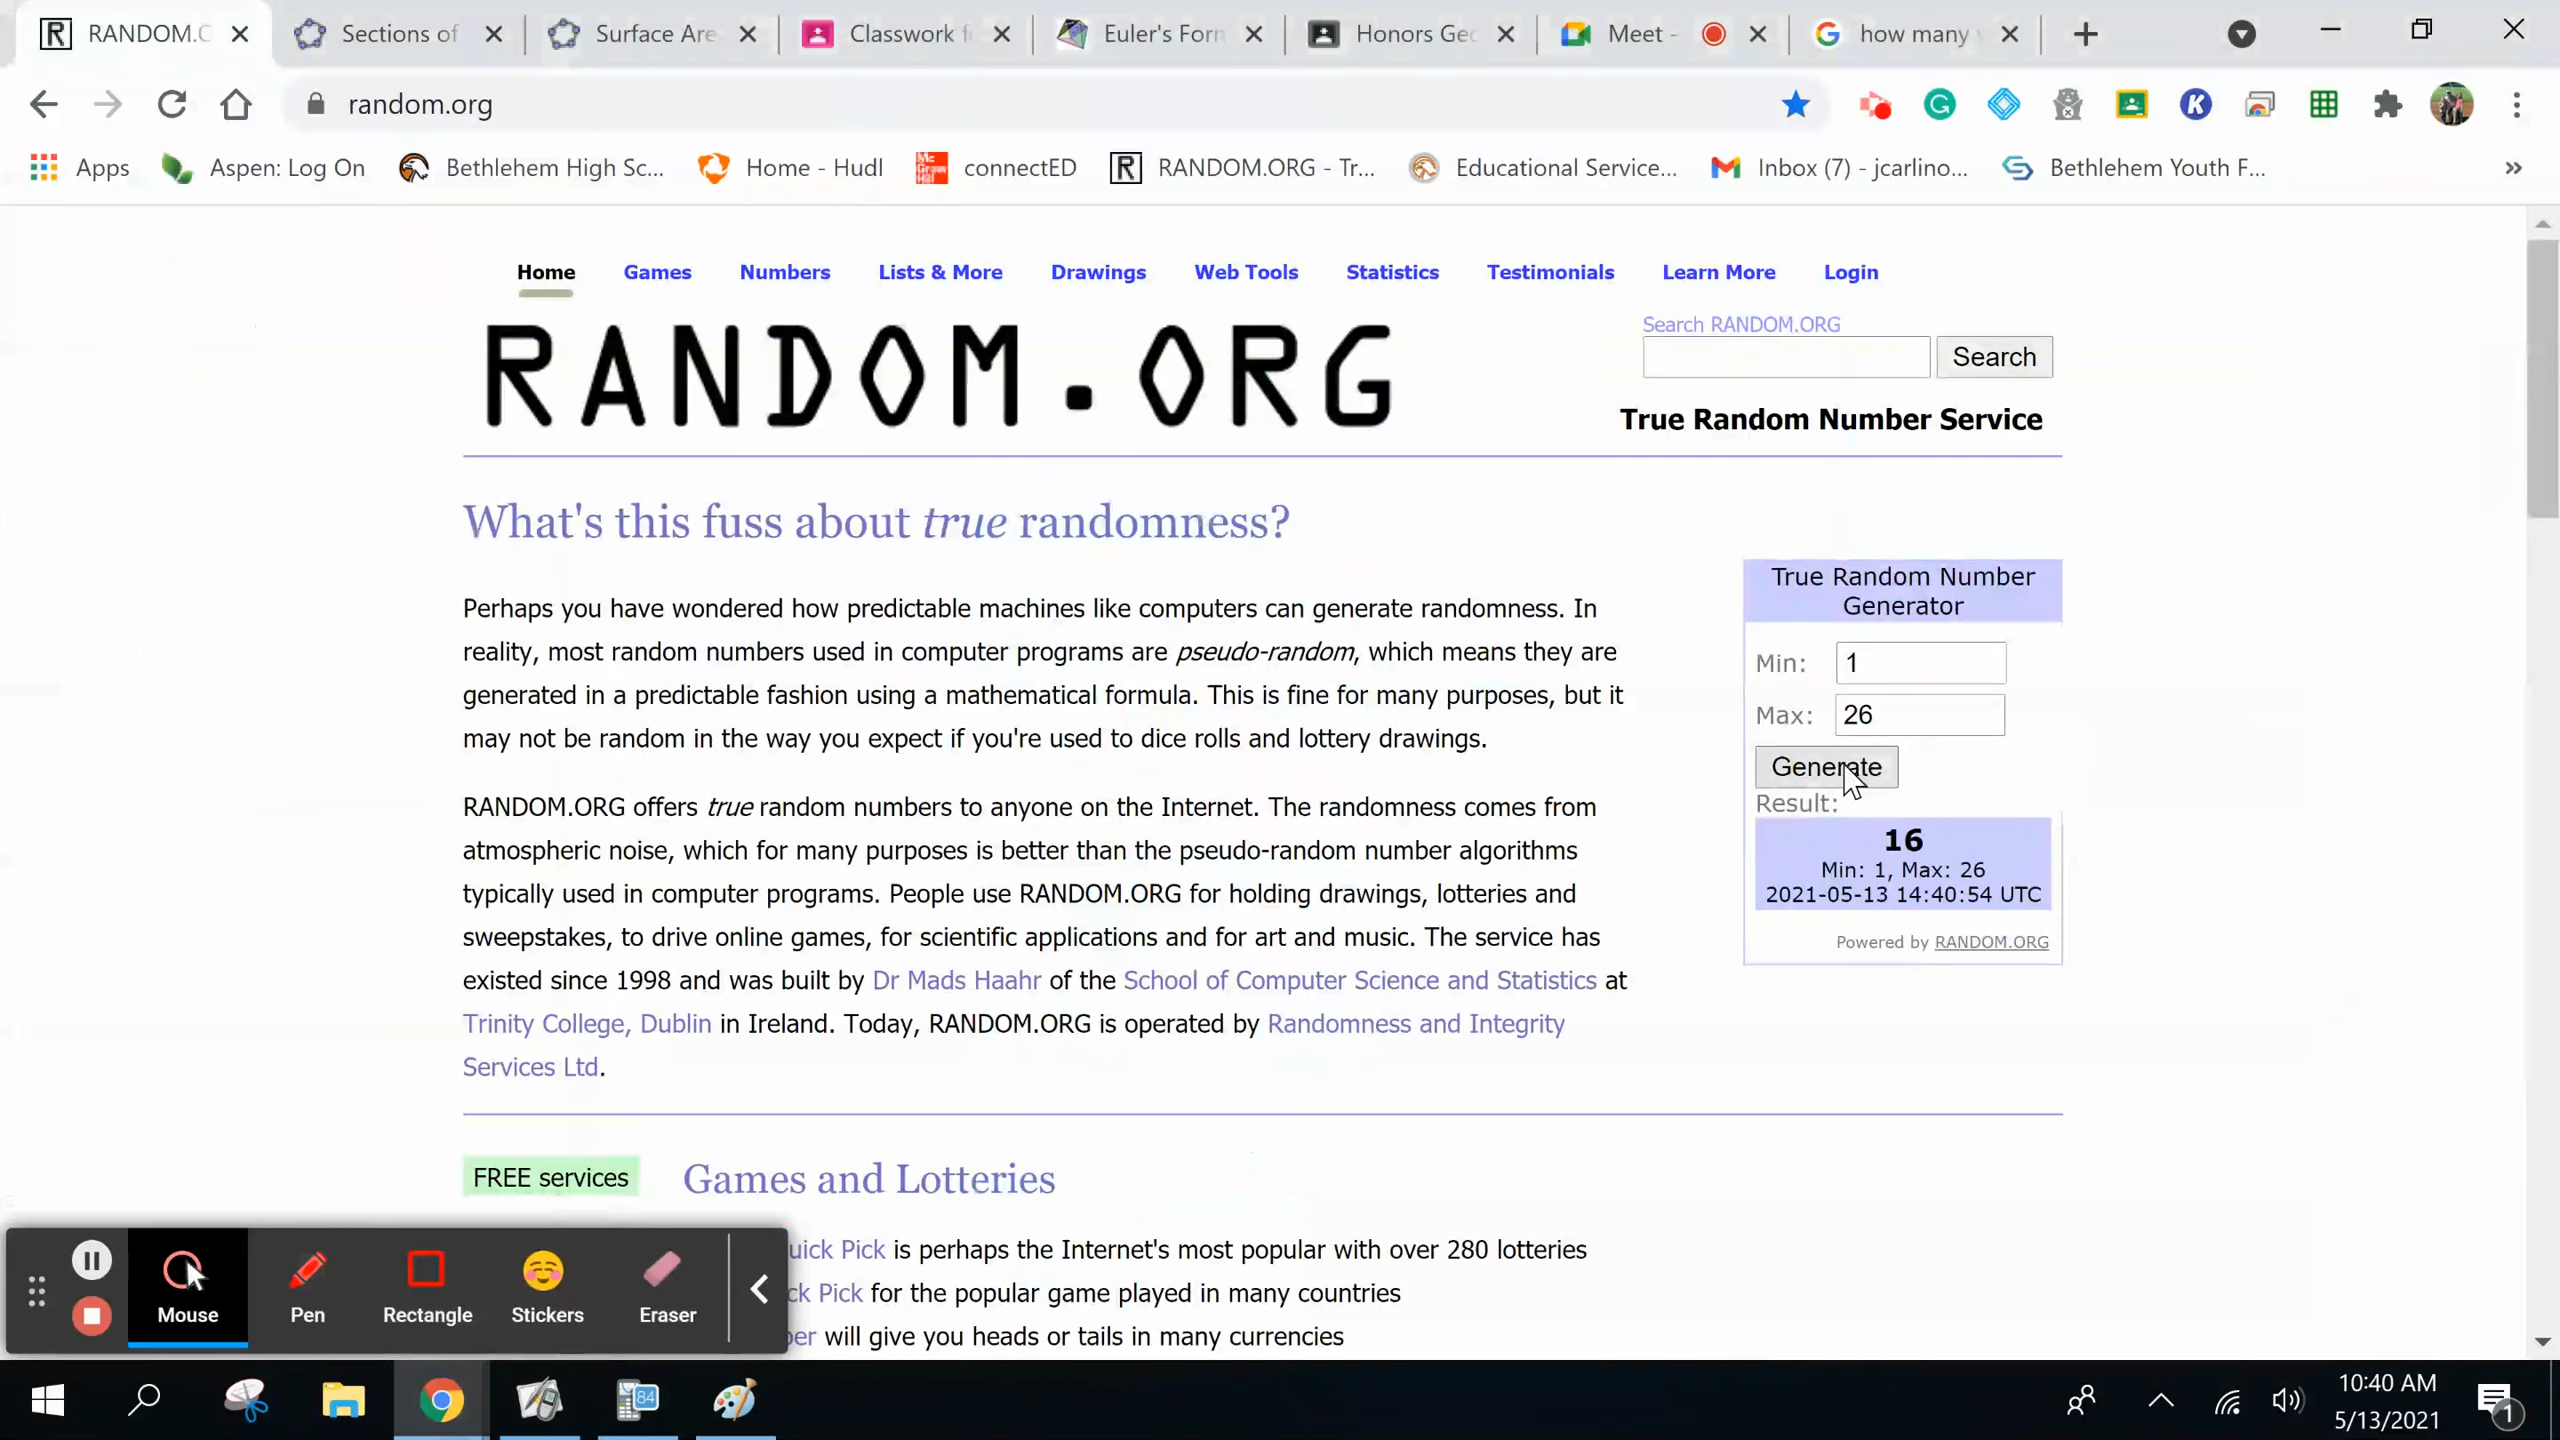 RANDOM.O
Sections of
Surface Are
Classwork f
Euler's Forn
Honors Geo
Meet -
how many
random.org
Apps
Aspen: Log On
Bethlehem High Sc...
Home - Hudl
connectED
RANDOM.ORG - Tr...
Educational Service...
Inbox (7) - jcarlino...
Bethlehem Youth F...
Home
Games
Numbers
Lists & More
Drawings
Web Tools
Statistics
Testimonials
Learn More
Login
RANDOM.ORG
Search RANDOM.ORG
Search
True Random Number Service
What's this fuss about true randomness?
Perhaps you have wondered how predictable machines like computers can generate randomness. In
reality, most random numbers used in computer programs are pseudo-random, which means they are
generated in a predictable fashion using a mathematical formula. This is fine for many purposes, but it
may not be random in the way you expect if you're used to dice rolls and lottery drawings.
RANDOM.ORG offers true random numbers to anyone on the Internet. The randomness comes from
atmospheric noise, which for many purposes is better than the pseudo-random number algorithms
typically used in computer programs. People use RANDOM.ORG for holding drawings, lotteries and
sweepstakes, to drive online games, for scientific applications and for art and music. The service has
existed since 1998 and was built by Dr Mads Haahr of the School of Computer Science and Statistics at
Trinity College, Dublin in Ireland. Today, RANDOM.ORG is operated by Randomness and Integrity
Services Ltd.
True Random Number
Generator
Min: 1
Max: 26
Generate
Result:
16
Min: 1, Max: 26
2021-05-13 14:40:54 UTC
Powered by RANDOM.ORG
FREE services
Games and Lotteries
uick Pick is perhaps the Internet's most popular with over 280 lotteries
ck Pick for the popular game played in many countries
per will give you heads or tails in many currencies
Mouse
Pen
Rectangle
Stickers
Eraser
84
10:40 AM
5/13/2021
1